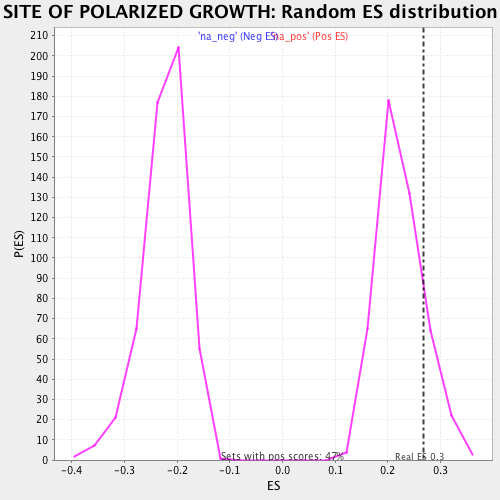 SITE OF POLARIZED GROWTH: Random ES distribution
'na_neg' (Neg ES)
'na_pos' (Pos ES)
210
200
190
180
170
160
150
140
130
120
110
100
90
80
70
60
50
40
30
20
10
0
P(ES)
Sets with pos scores: 47%
Real ES 0.3
-0.4 -0.3 -0.2 -0.1 0.0 0.1 0.2 0.3
ES